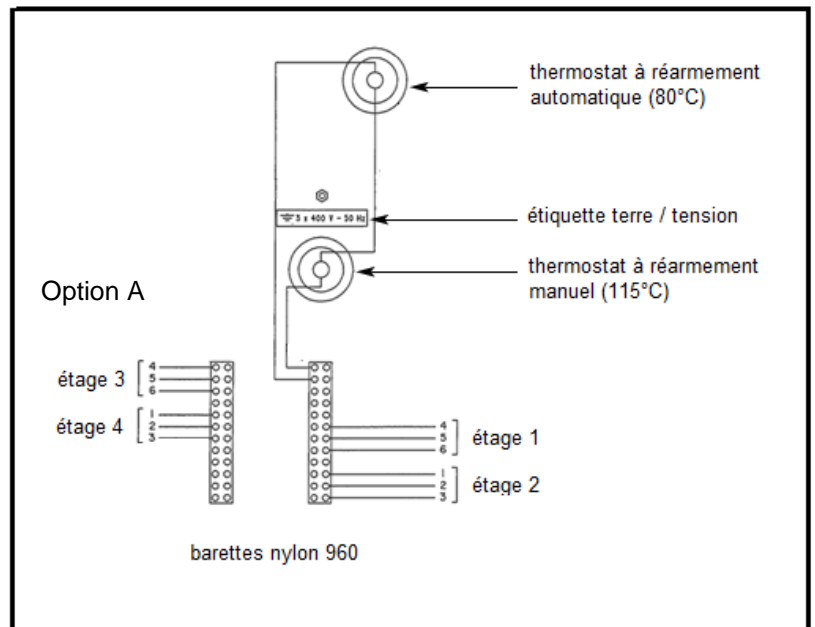 thermostat à réarmement
automatique (80°C)
3 x 400 V - 50 Hz
étiquette terre / tension
thermostat à réarmement
manuel (115°C)
Option A
étage 3
4
5
6
étage 4
1
2
3
4
5
6
étage 1
1
2
3
étage 2
barettes nylon 960